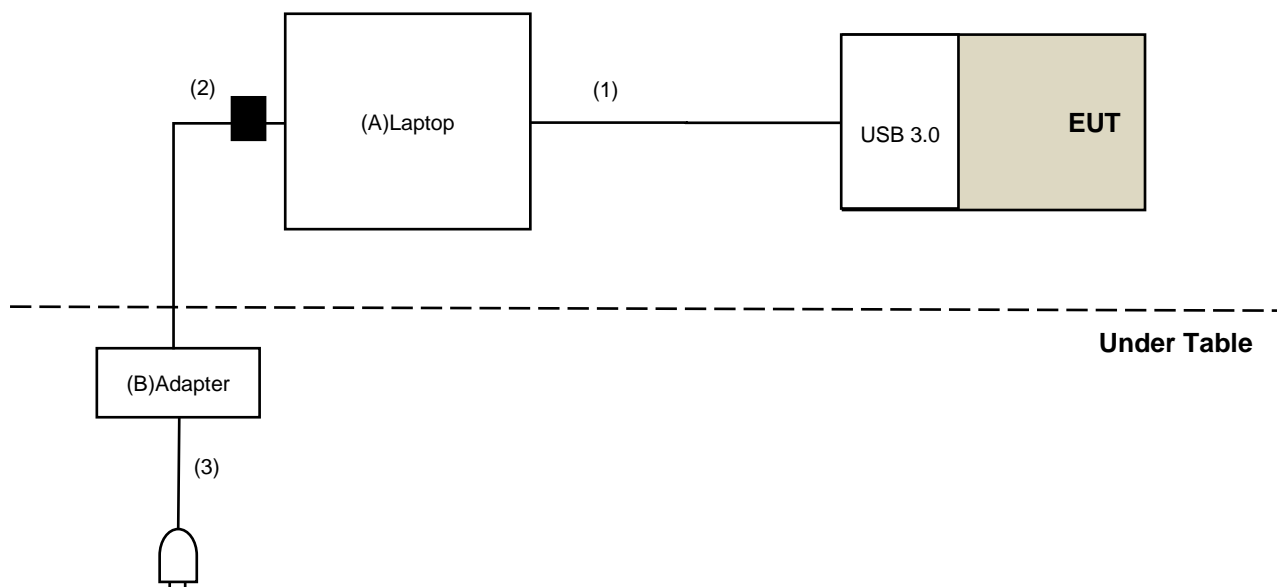 (2)
(1)
(A)Laptop
USB 3.0
EUT
Under Table
(B)Adapter
(3)